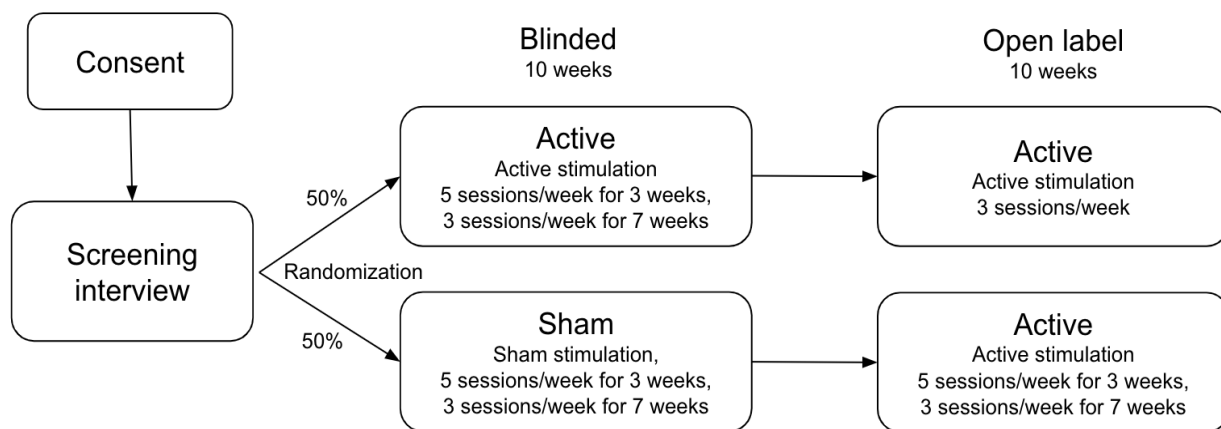 Consent
Screening
interview
50%
Randomization
50%
Blinded
10 weeks
Active
Active stimulation
5 sessions/week for 3 weeks,
3 sessions/week for 7 weeks
Sham
Sham stimulation,
5 sessions/week for 3 weeks,
3 sessions/week for 7 weeks
Open label
10 weeks
Active
Active stimulation
3 sessions/week
Active
Active stimulation
5 sessions/week for 3 weeks,
3 sessions/week for 7 weeks